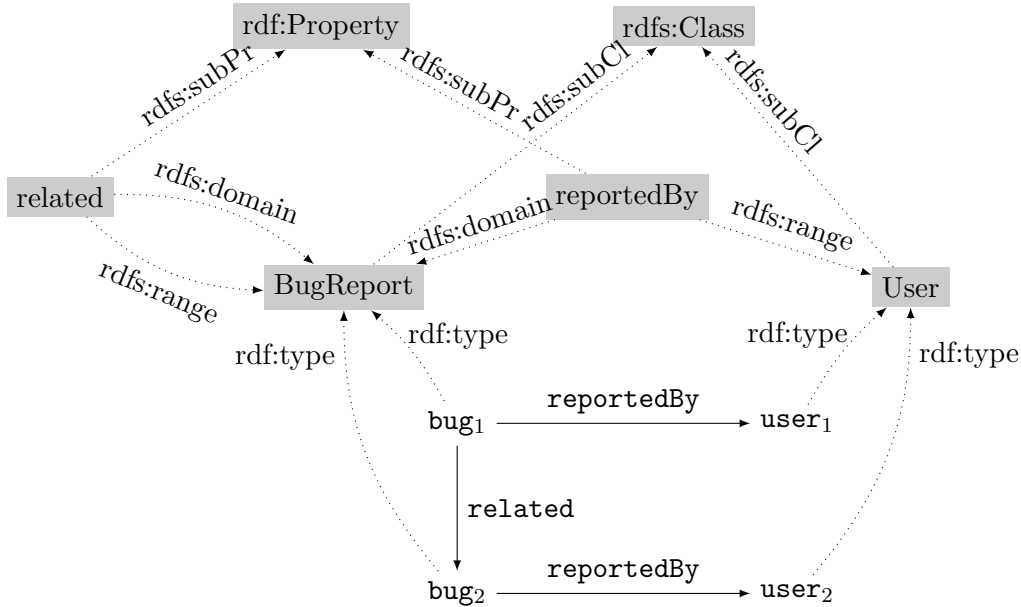 rdf:Property
rdfs:Class
rdfs:subPr
rdfs:subPr
rdfs:subCl
rdfs:subCl
related
rdfs:domain
reportedBy
rdfs:domain
rdfs:range
rdfs:range
BugReport
User
rdf:type
rdf:type
rdf:type
rdf:type
bug₁
reportedBy
user₁
related
bug₂
reportedBy
user₂